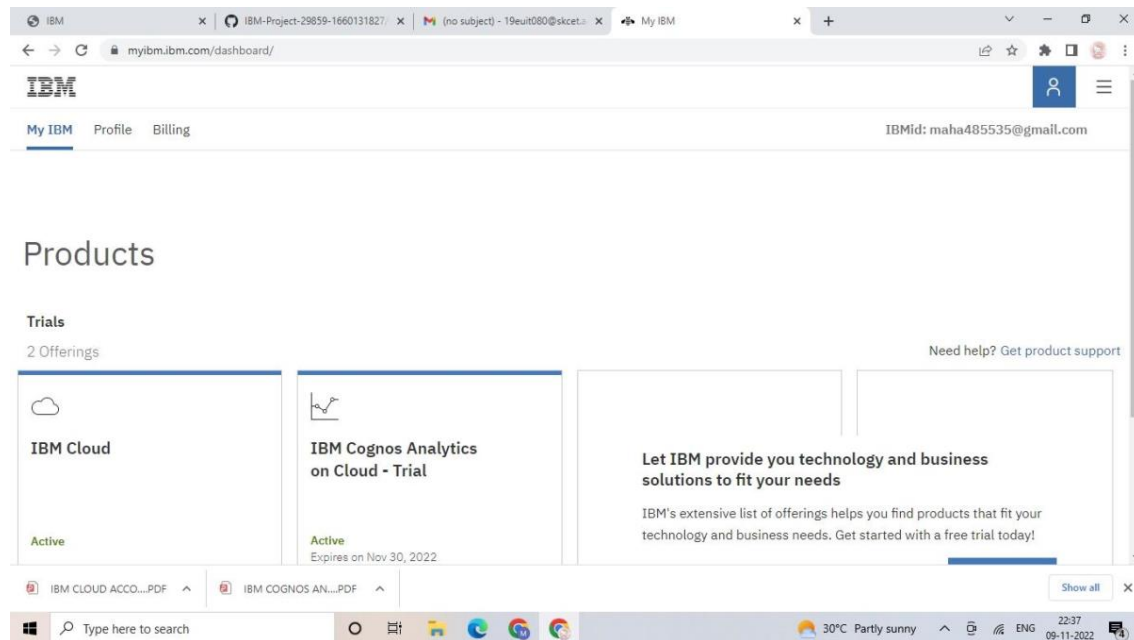 IBM
IBM-Project-29859-1660131827
(no subject) - 19euit080@skcet.a
My IBM
myibm.ibm.com/dashboard/
IBM
My IBM Profile Billing
IBMid: maha485535@gmail.com
Products
Trials
2 Offerings
Need help? Get product support
IBM Cloud
Active
IBM Cognos Analytics
on Cloud - Trial
Active
Expires on Nov 30, 2022
Let IBM provide you technology and business
solutions to fit your needs
IBM's extensive list of offerings helps you find products that fit your
technology and business needs. Get started with a free trial today!
IBM CLOUD ACCO....PDF
IBM COGNOS AN....PDF
Show all
Type here to search
30°C Partly sunny
ENG
22:37
09-11-2022